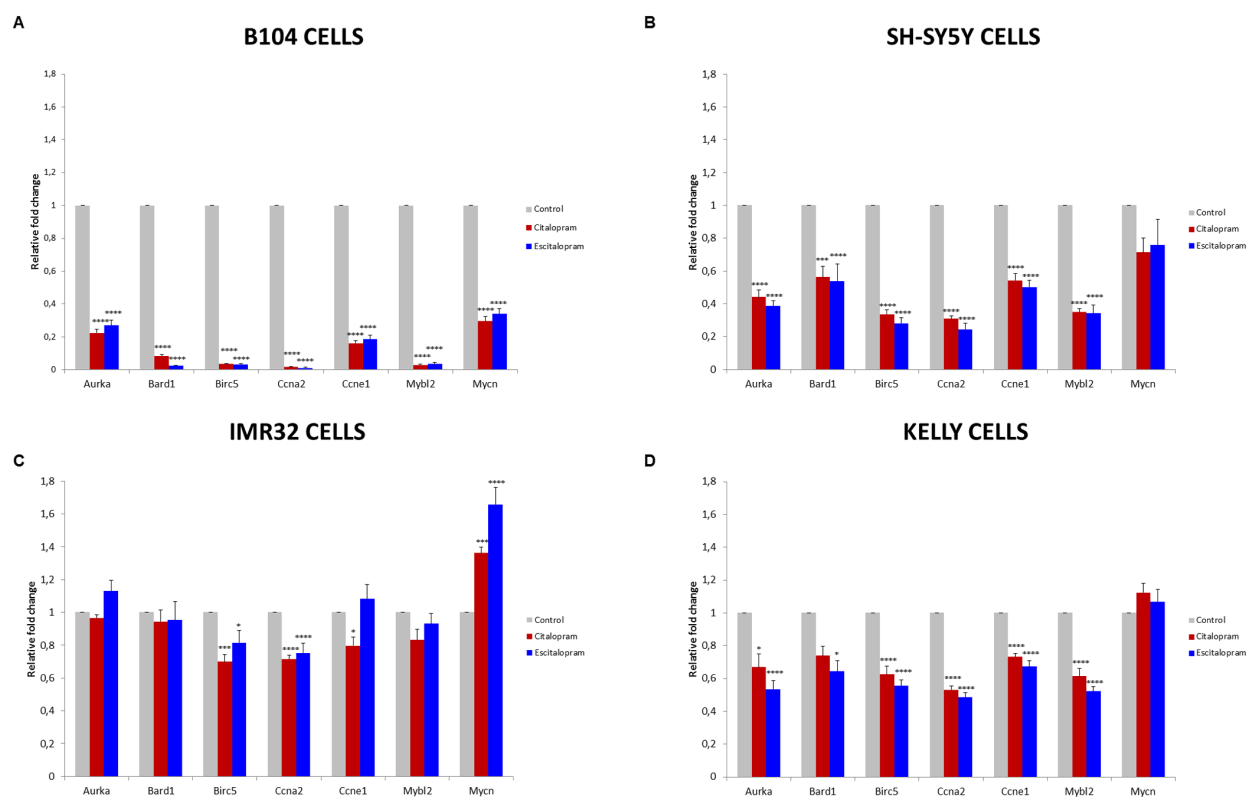 A
B104 CELLS
Relative fold change
1,8
1,6
1,4
1,2
1
0,8
0,6
0,4
0,2
0
**** ****
**** ****
**** ****
**** ****
**** ****
**** ****
**** ****
Aurka Bard1 Birc5 Ccna2 Ccne1 Mybl2 Mycn
Control
Citalopram
Escitalopram
B
SH-SY5Y CELLS
Relative fold change
1,8
1,6
1,4
1,2
1
0,8
0,6
0,4
0,2
0
**** ****
*** ****
**** ****
**** ****
**** ****
**** ****
Aurka Bard1 Birc5 Ccna2 Ccne1 Mybl2 Mycn
Control
Citalopram
Escitalopram
C
IMR32 CELLS
Relative fold change
1,8
1,6
1,4
1,2
1
0,8
0,6
0,4
0,2
0
*** *
**** ****
*
*** ****
Aurka Bard1 Birc5 Ccna2 Ccne1 Mybl2 Mycn
Control
Citalopram
Escitalopram
D
KELLY CELLS
Relative fold change
1,8
1,6
1,4
1,2
1
0,8
0,6
0,4
0,2
0
* ****
*
**** ****
**** ****
**** ****
**** ****
Aurka Bard1 Birc5 Ccna2 Ccne1 Mybl2 Mycn
Control
Citalopram
Escitalopram